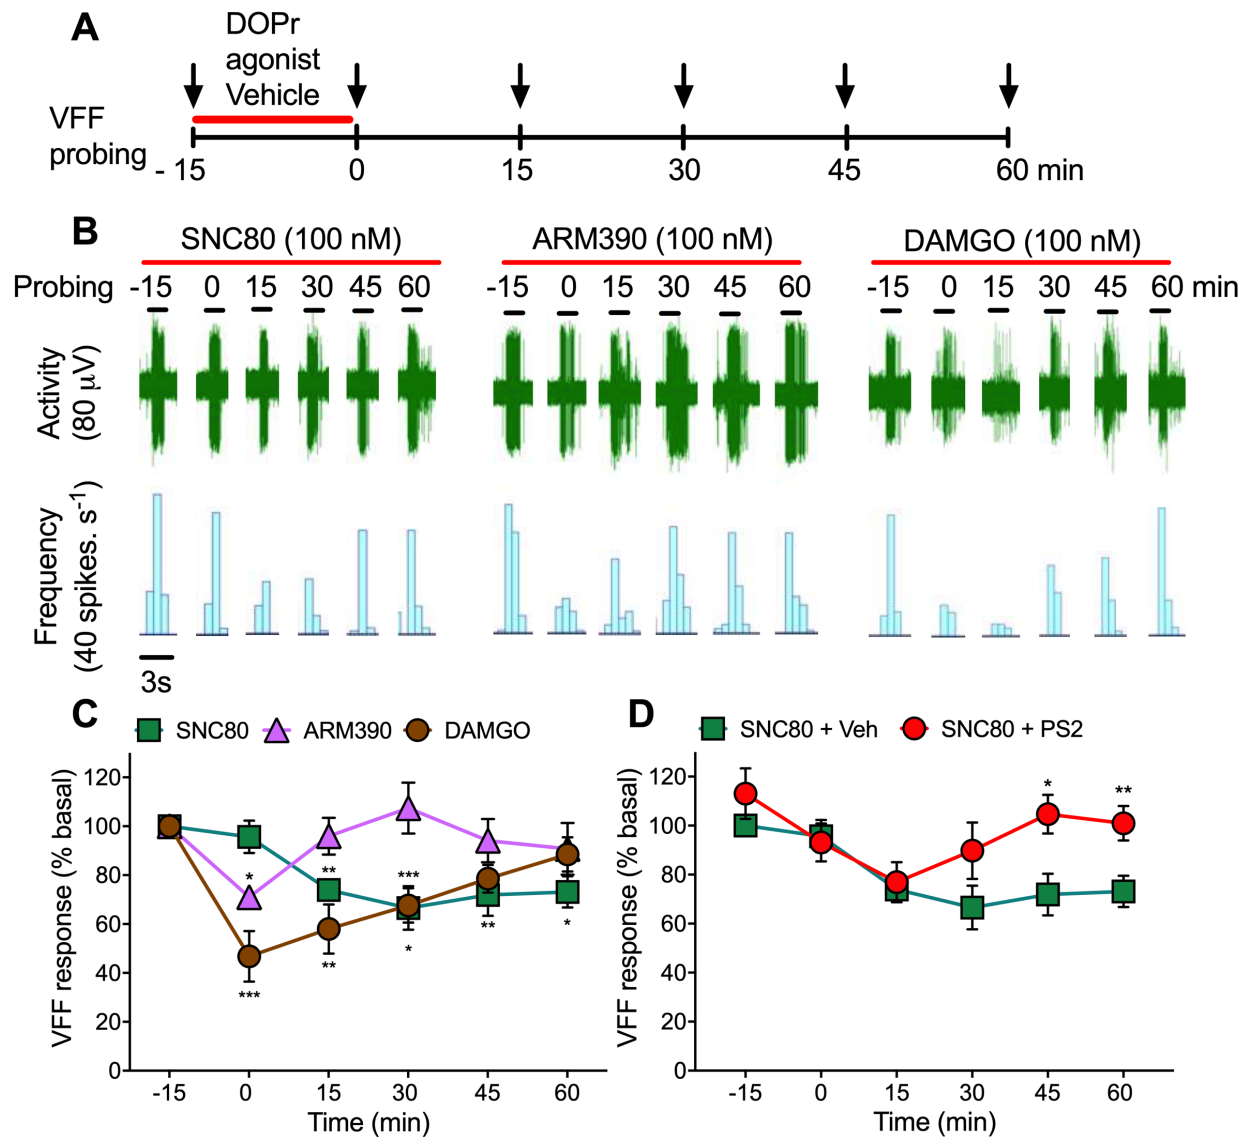 A
DOPr
agonist
Vehicle
VFF
probing
- 15 0 15 30 45 60 min
B
SNC80 (100 nM) ARM390 (100 nM) DAMGO (100 nM)
Probing -15 0 15 30 45 60 -15 0 15 30 45 60 -15 0 15 30 45 60 min
Activity
(80 µV)
Frequency
(40 spikes. s-1)
3s
C
SNC80 ARM390 DAMGO
VFF response (% basal)
120
100
80
60
40
20
0
* ** *** ** *
*** ** *
-15 0 15 30 45 60
Time (min)
D
SNC80 + Veh SNC80 + PS2
VFF response (% basal)
120
100
80
60
40
20
0
* **
-15 0 15 30 45 60
Time (min)